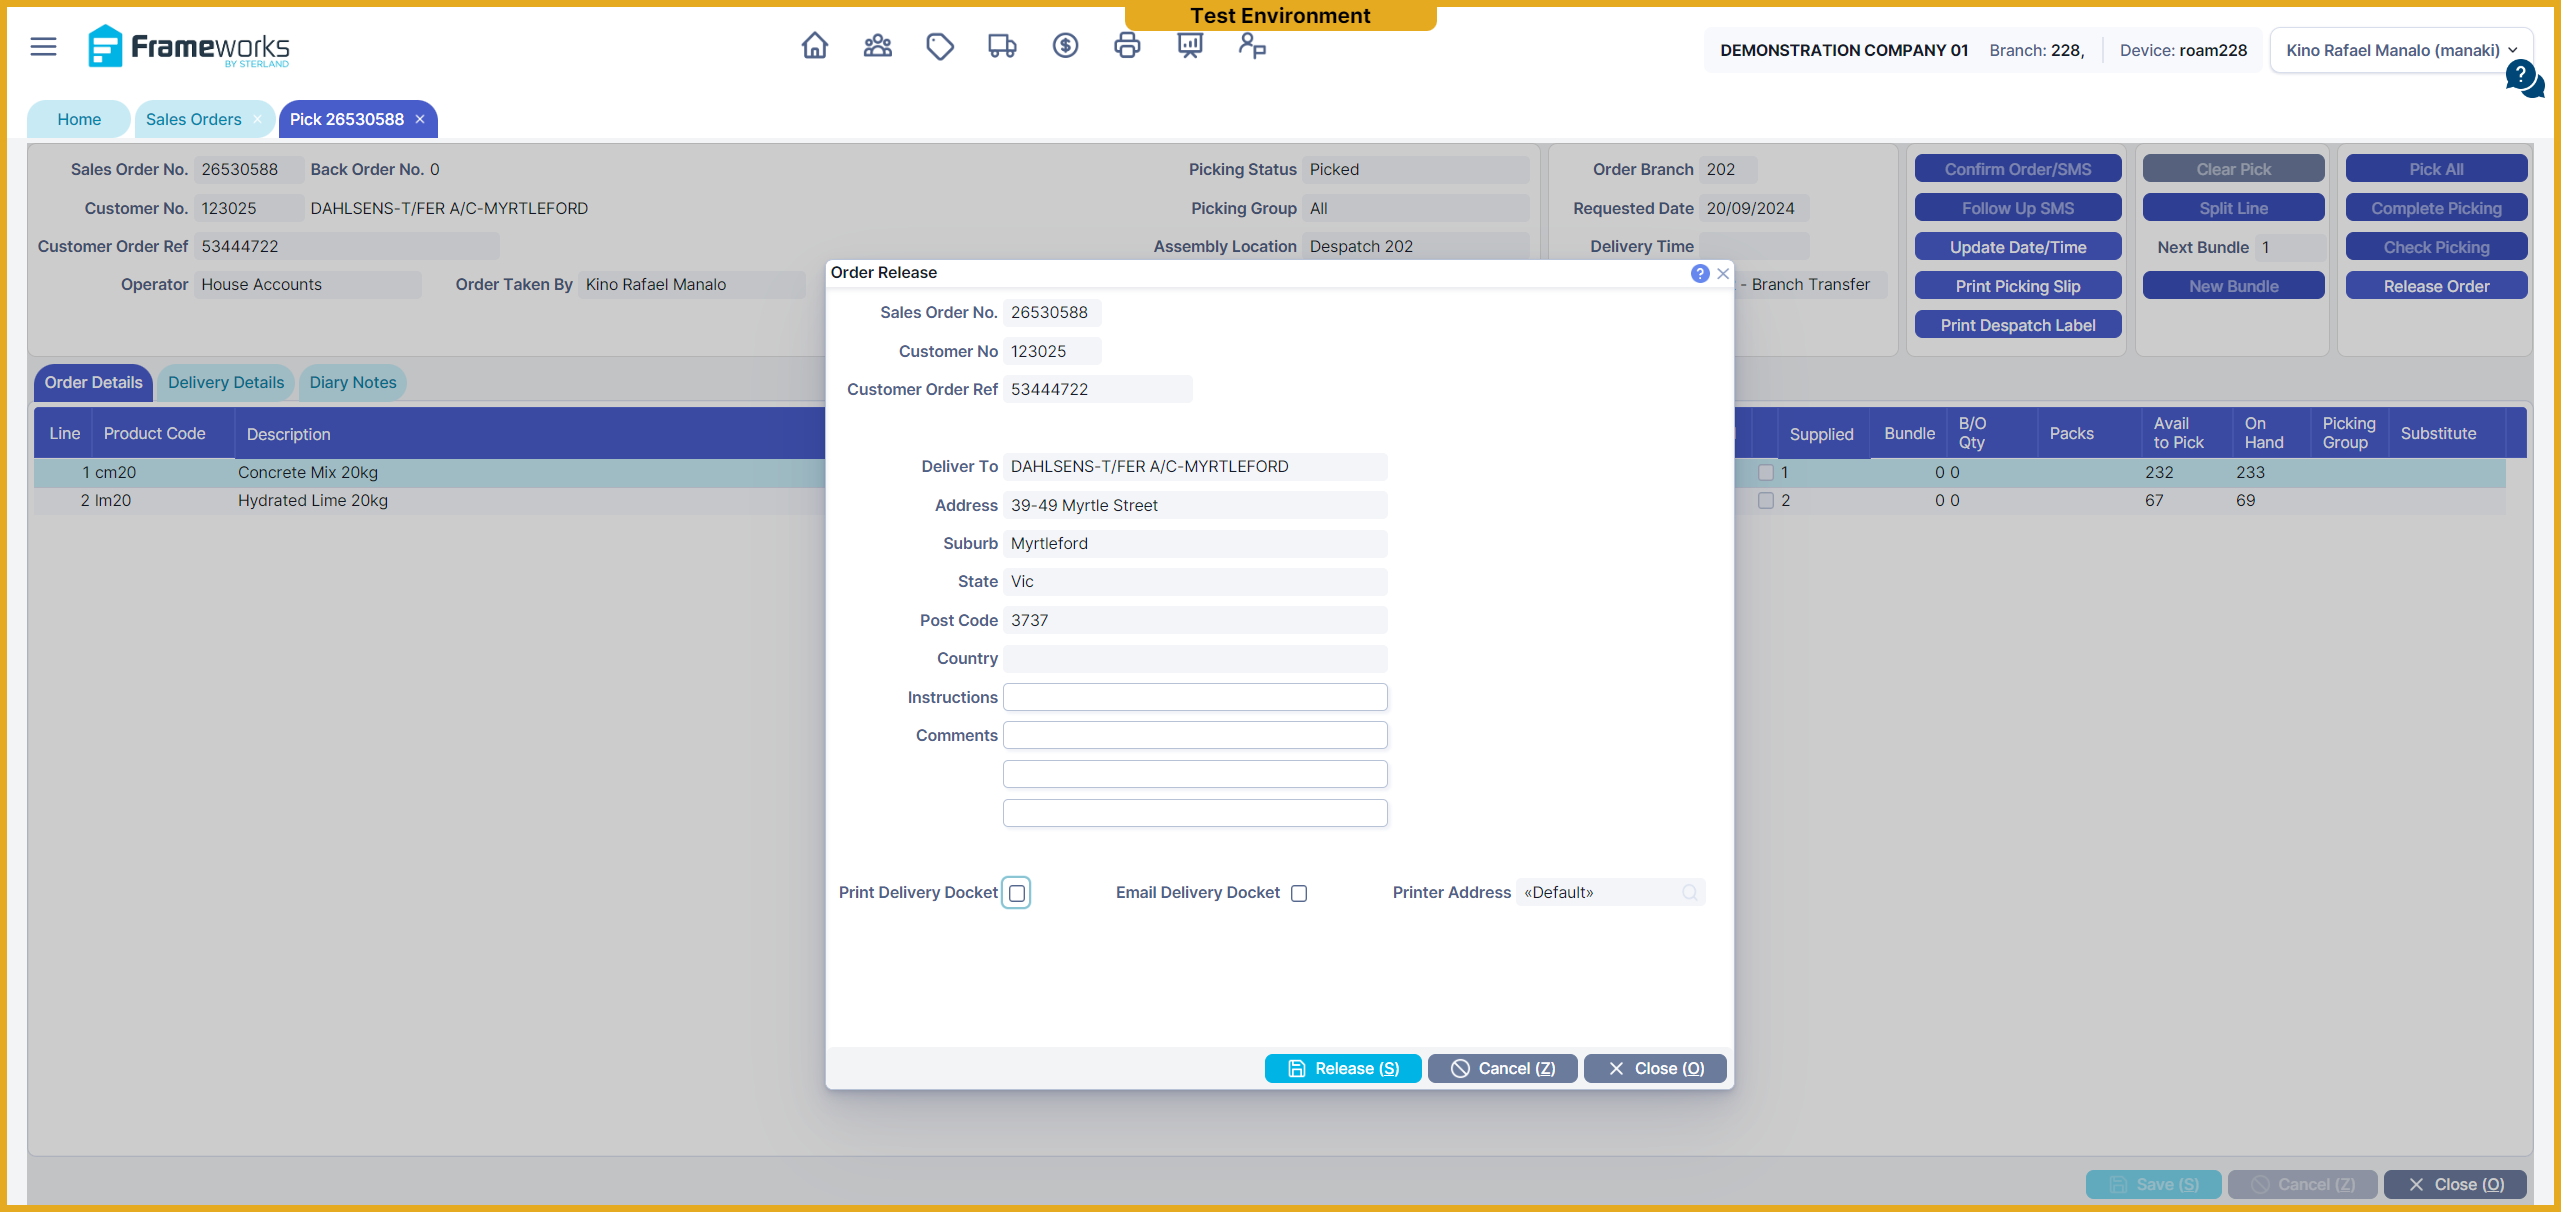 Test Environment
Frameworks
BY STERLAND
DEMONSTRATION COMPANY 01 Branch: 228, Device: roam228 Kino Rafael Manalo (manaki)
?
Home Sales Orders × Pick 26530588 ×
Sales Order No. 26530588 Back Order No. 0 Picking Status Picked Order Branch 202 Confirm Order/SMS Clear Pick Pick All
Customer No. 123025 DAHLSENS-T/FER A/C-MYRTLEFORD Picking Group All Requested Date 20/09/2024 Follow Up SMS Split Line Complete Picking
Customer Order Ref 53444722 Assembly Location Despatch 202 Delivery Time Update Date/Time Next Bundle 1 Check Picking
Operator House Accounts Order Taken By Kino Rafael Manalo - Branch Transfer Print Picking Slip New Bundle Release Order
Print Despatch Label
Order Details Delivery Details Diary Notes
Line Product Code Description Supplied Bundle B/O Qty Packs Avail to Pick On Hand Picking Group Substitute
1 cm20 Concrete Mix 20kg 1 0 0 232 233
2 lm20 Hydrated Lime 20kg 2 0 0 67 69
Order Release ?
Sales Order No. 26530588
Customer No 123025
Customer Order Ref 53444722
Deliver To DAHLSENS-T/FER A/C-MYRTLEFORD
Address 39-49 Myrtle Street
Suburb Myrtleford
State Vic
Post Code 3737
Country
Instructions
Comments
Print Delivery Docket Email Delivery Docket Printer Address «Default»
Release (S) Cancel (Z) Close (O)
Save (S) Cancel (Z) Close (O)